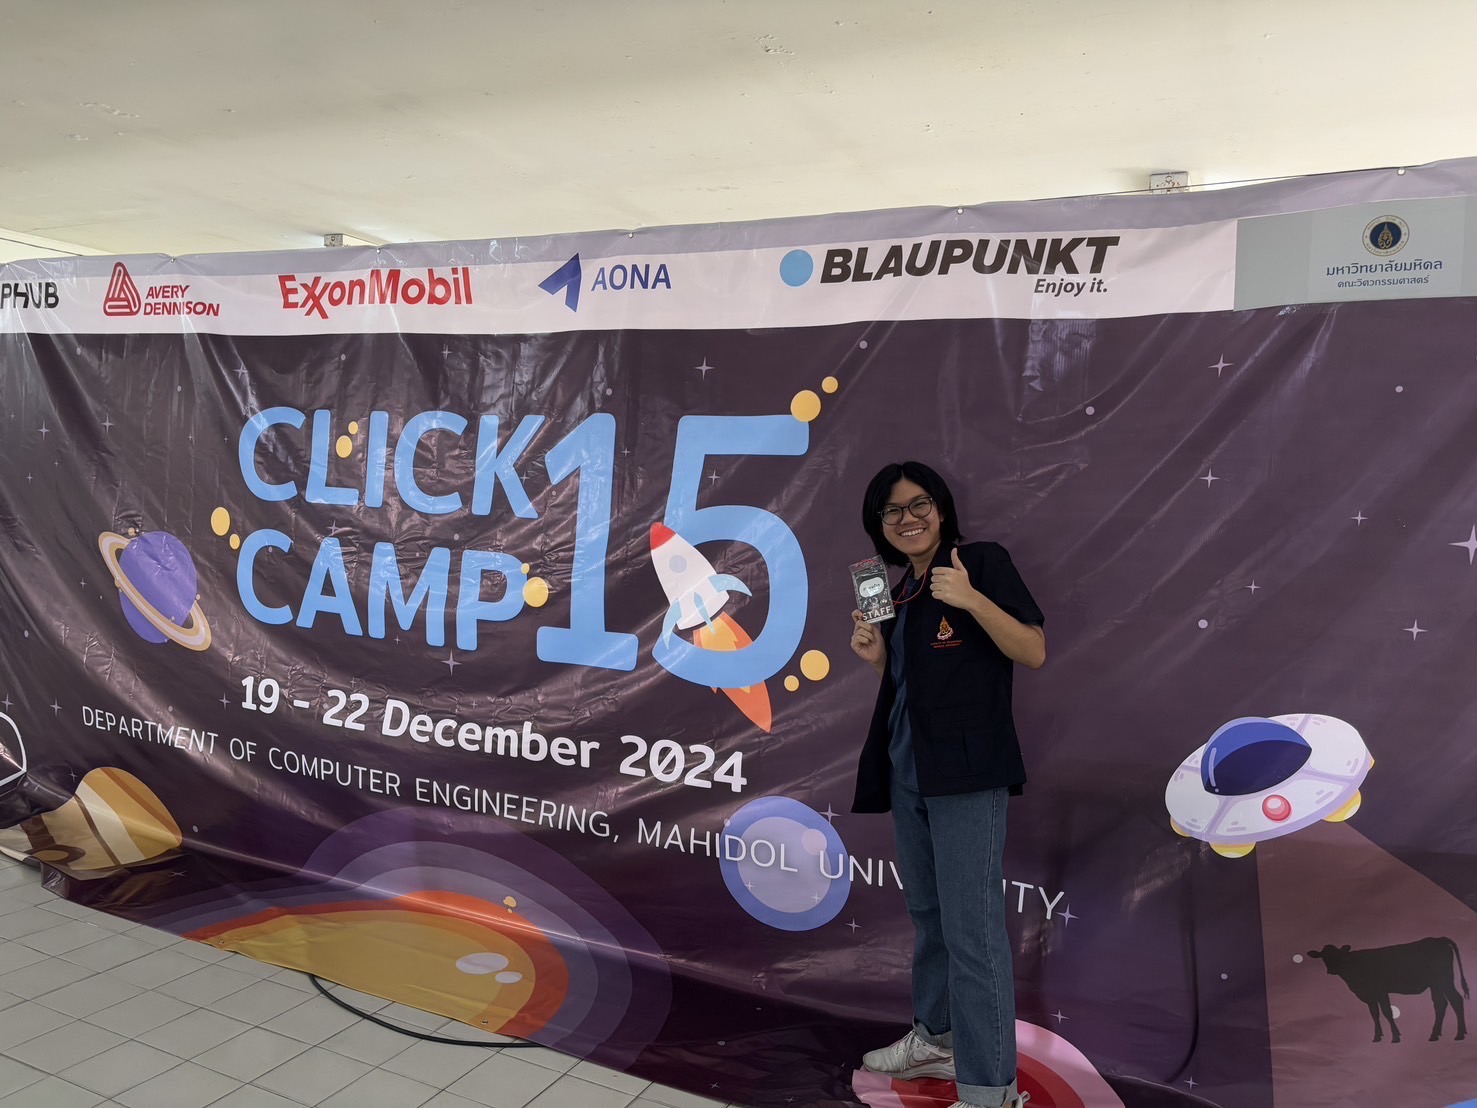 PHUB
AVERY
DENNISON
ExxonMobil
AONA
BLAUPUNKT
Enjoy it.
มหาวิทยาลัยมหิดล
คณะวิศวกรรมศาสตร์
CLICK
CAMP
15
19 - 22 December 2024
DEPARTMENT OF COMPUTER ENGINEERING, MAHIDOL UNIV ITY
STAFF